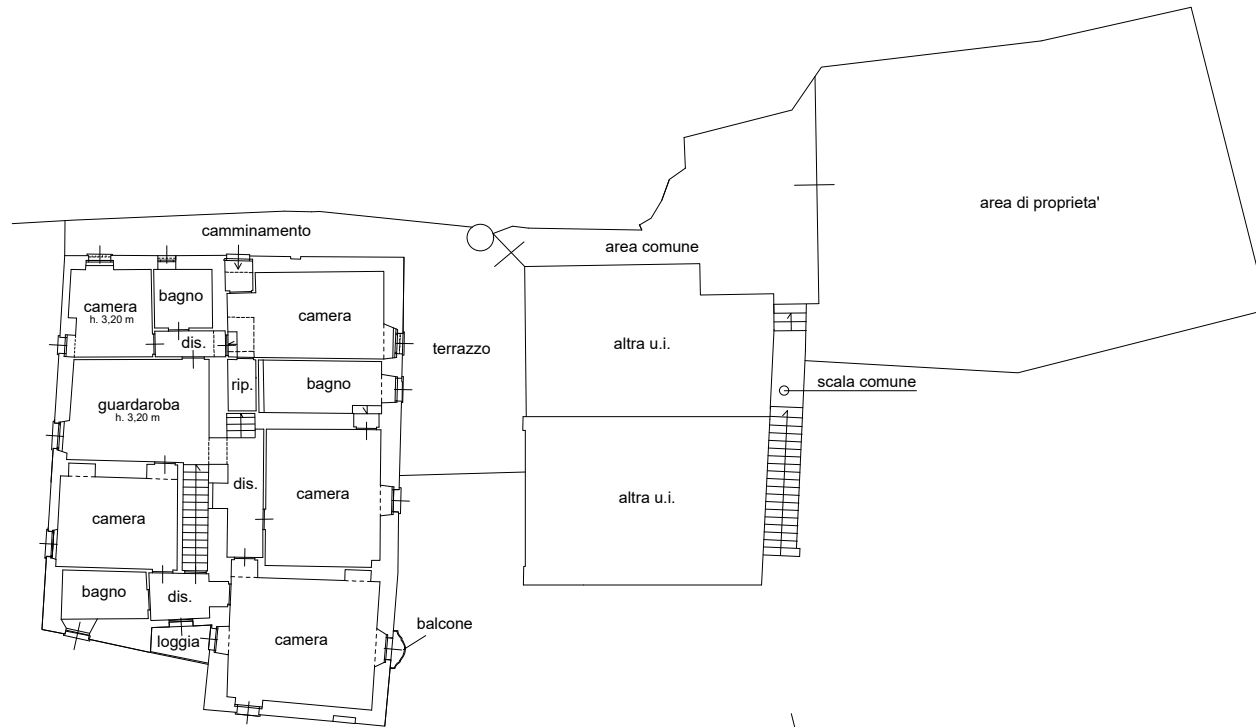 area di proprieta'
camminamento
area comune
bagno
camera
h. 3,20 m
camera
dis.
terrazzo
altra u.i.
rip.
bagno
scala comune
guardaroba
h. 3,20 m
dis.
camera
altra u.i.
camera
bagno
dis.
loggia
camera
balcone